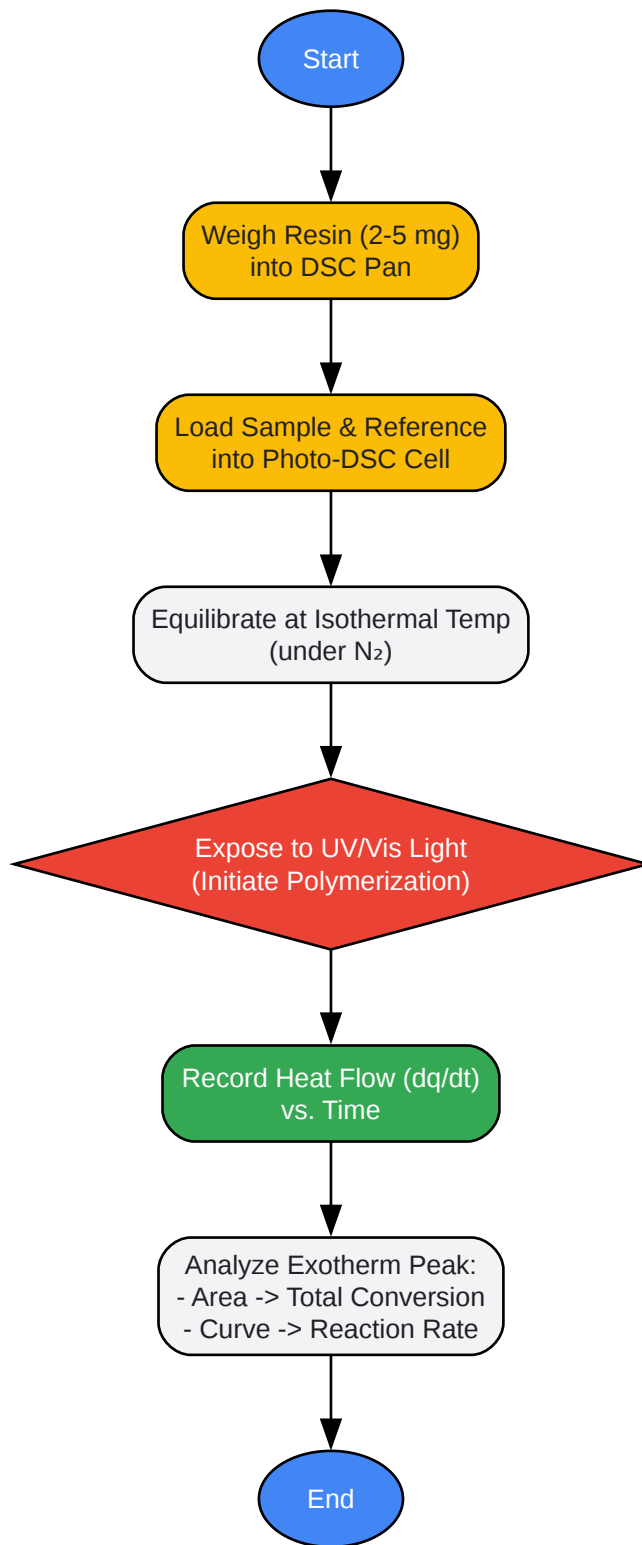 Start
Weigh Resin (2-5 mg)
into DSC Pan
Load Sample & Reference
into Photo-DSC Cell
Equilibrate at Isothermal Temp
(under N₂)
Expose to UV/Vis Light
(Initiate Polymerization)
Record Heat Flow (dq/dt)
vs. Time
Analyze Exotherm Peak:
- Area -> Total Conversion
- Curve -> Reaction Rate
End